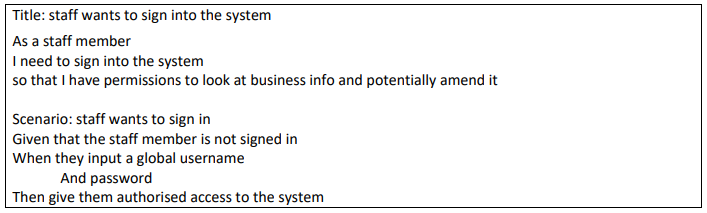 Title: staff wants to sign into the system
As a staff member
I need to sign into the system
so that I have permissions to look at business info and potentially amend it
Scenario: staff wants to sign in
Given that the staff member is not signed in
When they input a global username
And password
Then give them authorised access to the system